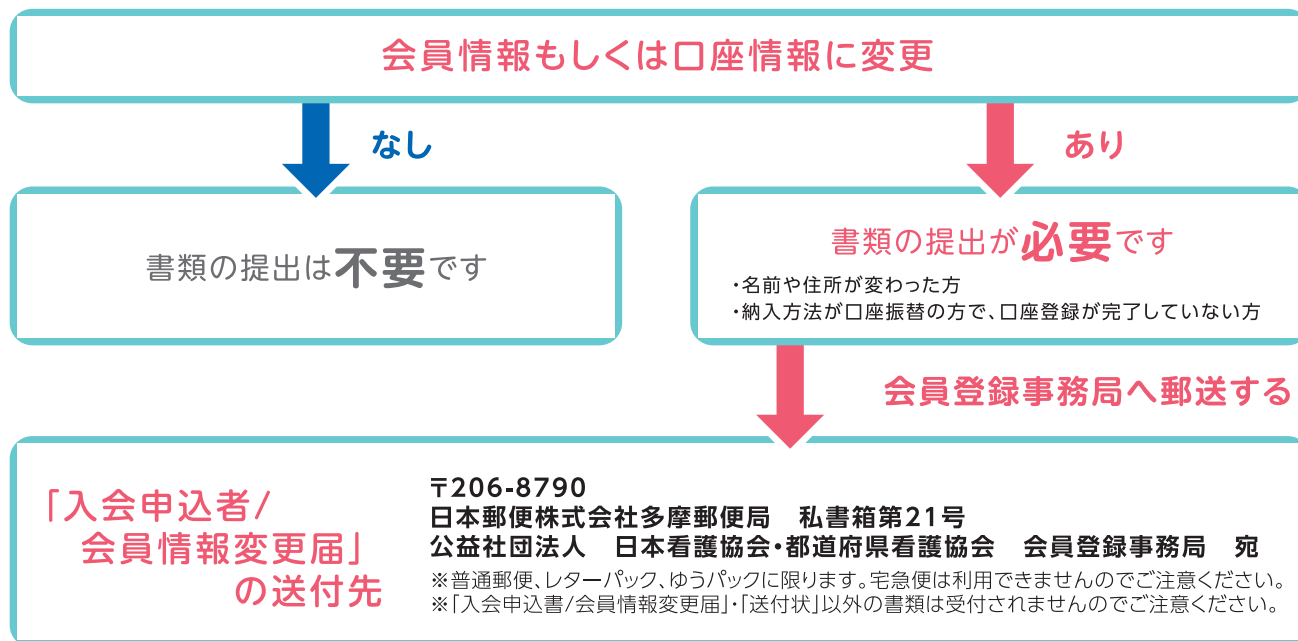 会員情報もしくは口座情報に変更
なし
あり
書類の提出は不要です
書類の提出が必要です
・名前や住所が変わった方
・納入方法が口座振替の方で、口座登録が完了していない方
会員登録事務局へ郵送する
「入会申込者/
会員情報変更届」
の送付先
〒206-8790
日本郵便株式会社多摩郵便局　私書箱第21号
公益社団法人　日本看護協会・都道府県看護協会　会員登録事務局　宛
※普通郵便、レターパック、ゆうパックに限ります。宅急便は利用できませんのでご注意ください。
※「入会申込書/会員情報変更届」・「送付状」以外の書類は受付されませんのでご注意ください。